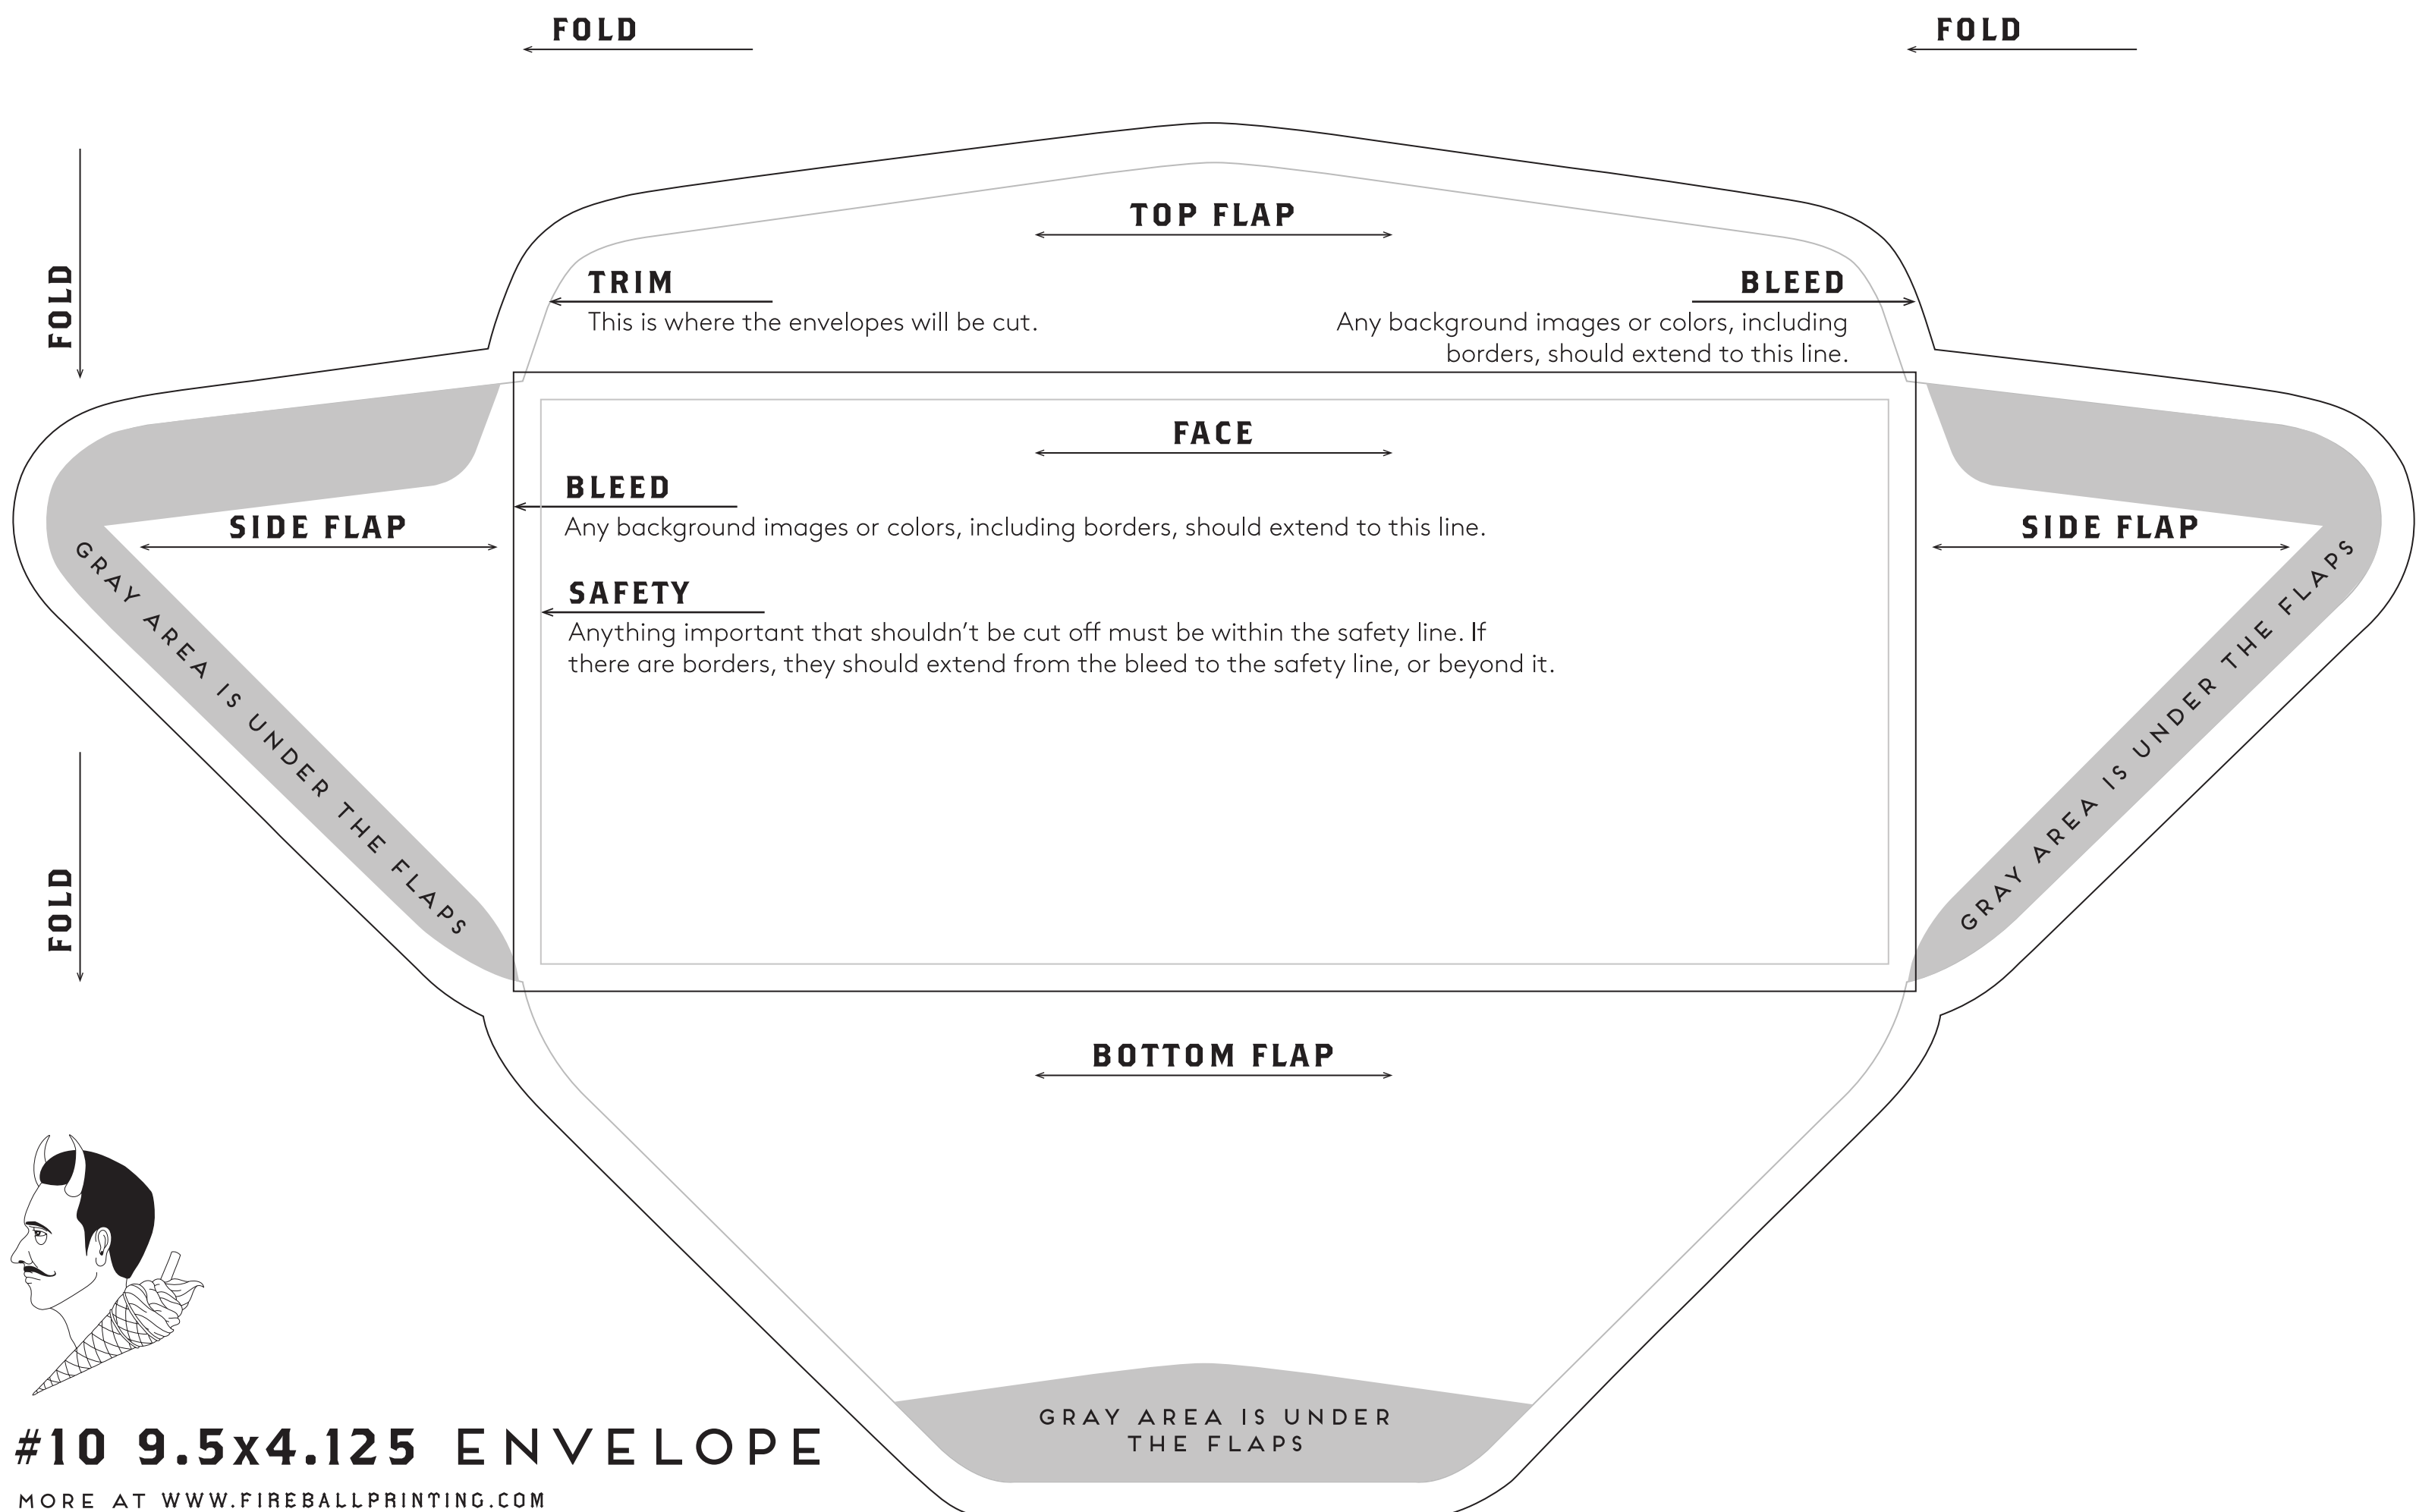 FOLD
FOLD
FOLD
TOP FLAP
TRIM
This is where the envelopes will be cut.
BLEED
Any background images or colors, including
borders, should extend to this line.
FACE
BLEED
Any background images or colors, including borders, should extend to this line.
SIDE FLAP
SIDE FLAP
GRAY AREA IS UNDER THE FLAPS
GRAY AREA IS UNDER THE FLAPS
SAFETY
Anything important that shouldn't be cut off must be within the safety line. If
there are borders, they should extend from the bleed to the safety line, or beyond it.
FOLD
BOTTOM FLAP
GRAY AREA IS UNDER
THE FLAPS
#10 9.5x4.125 ENVELOPE
MORE AT WWW.FIREBALLPRINTING.COM